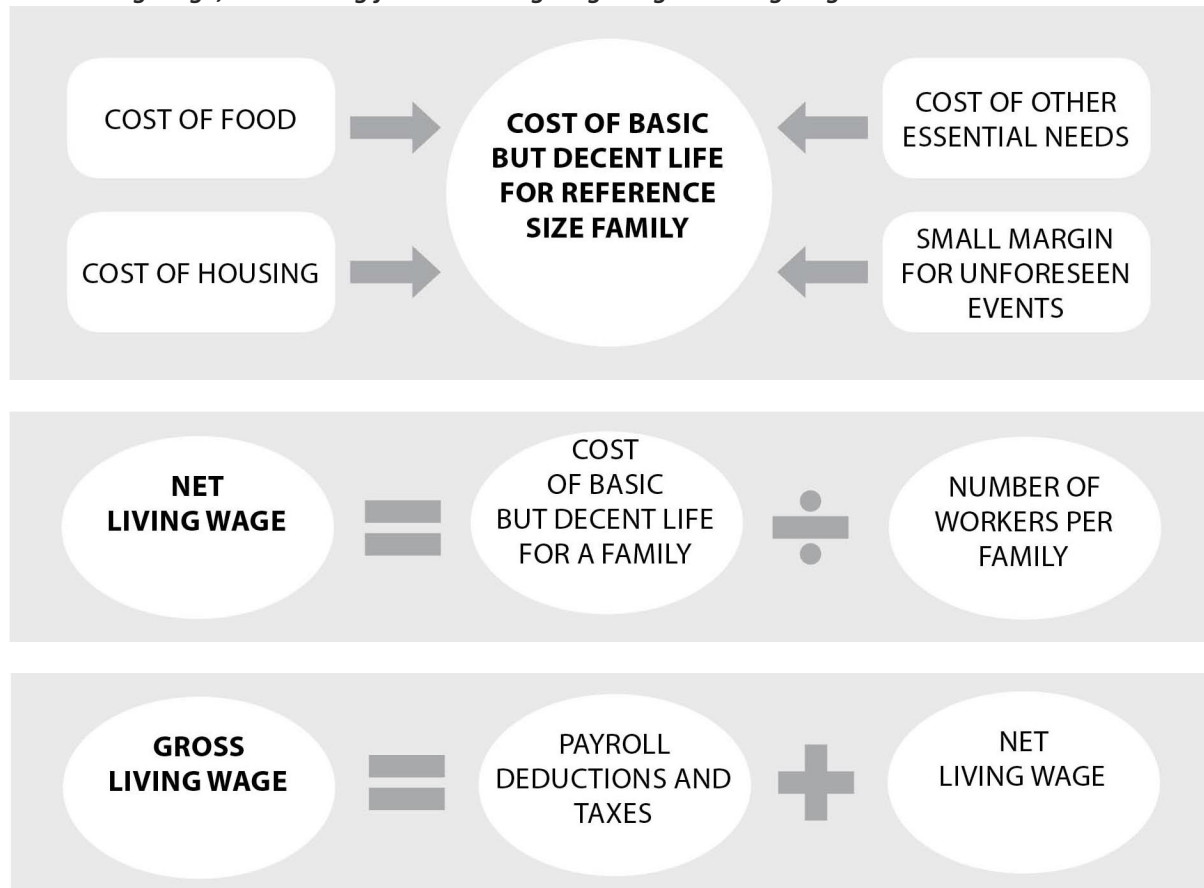 COST OF FOOD
COST OF HOUSING
COST OF BASIC
BUT DECENT LIFE
FOR REFERENCE
SIZE FAMILY
COST OF OTHER
ESSENTIAL NEEDS
SMALL MARGIN
FOR UNFORESEEN
EVENTS
NET
LIVING WAGE
=
COST
OF BASIC
BUT DECENT LIFE
FOR A FAMILY
÷
NUMBER OF
WORKERS PER
FAMILY
GROSS
LIVING WAGE
=
PAYROLL
DEDUCTIONS AND
TAXES
+
NET
LIVING WAGE